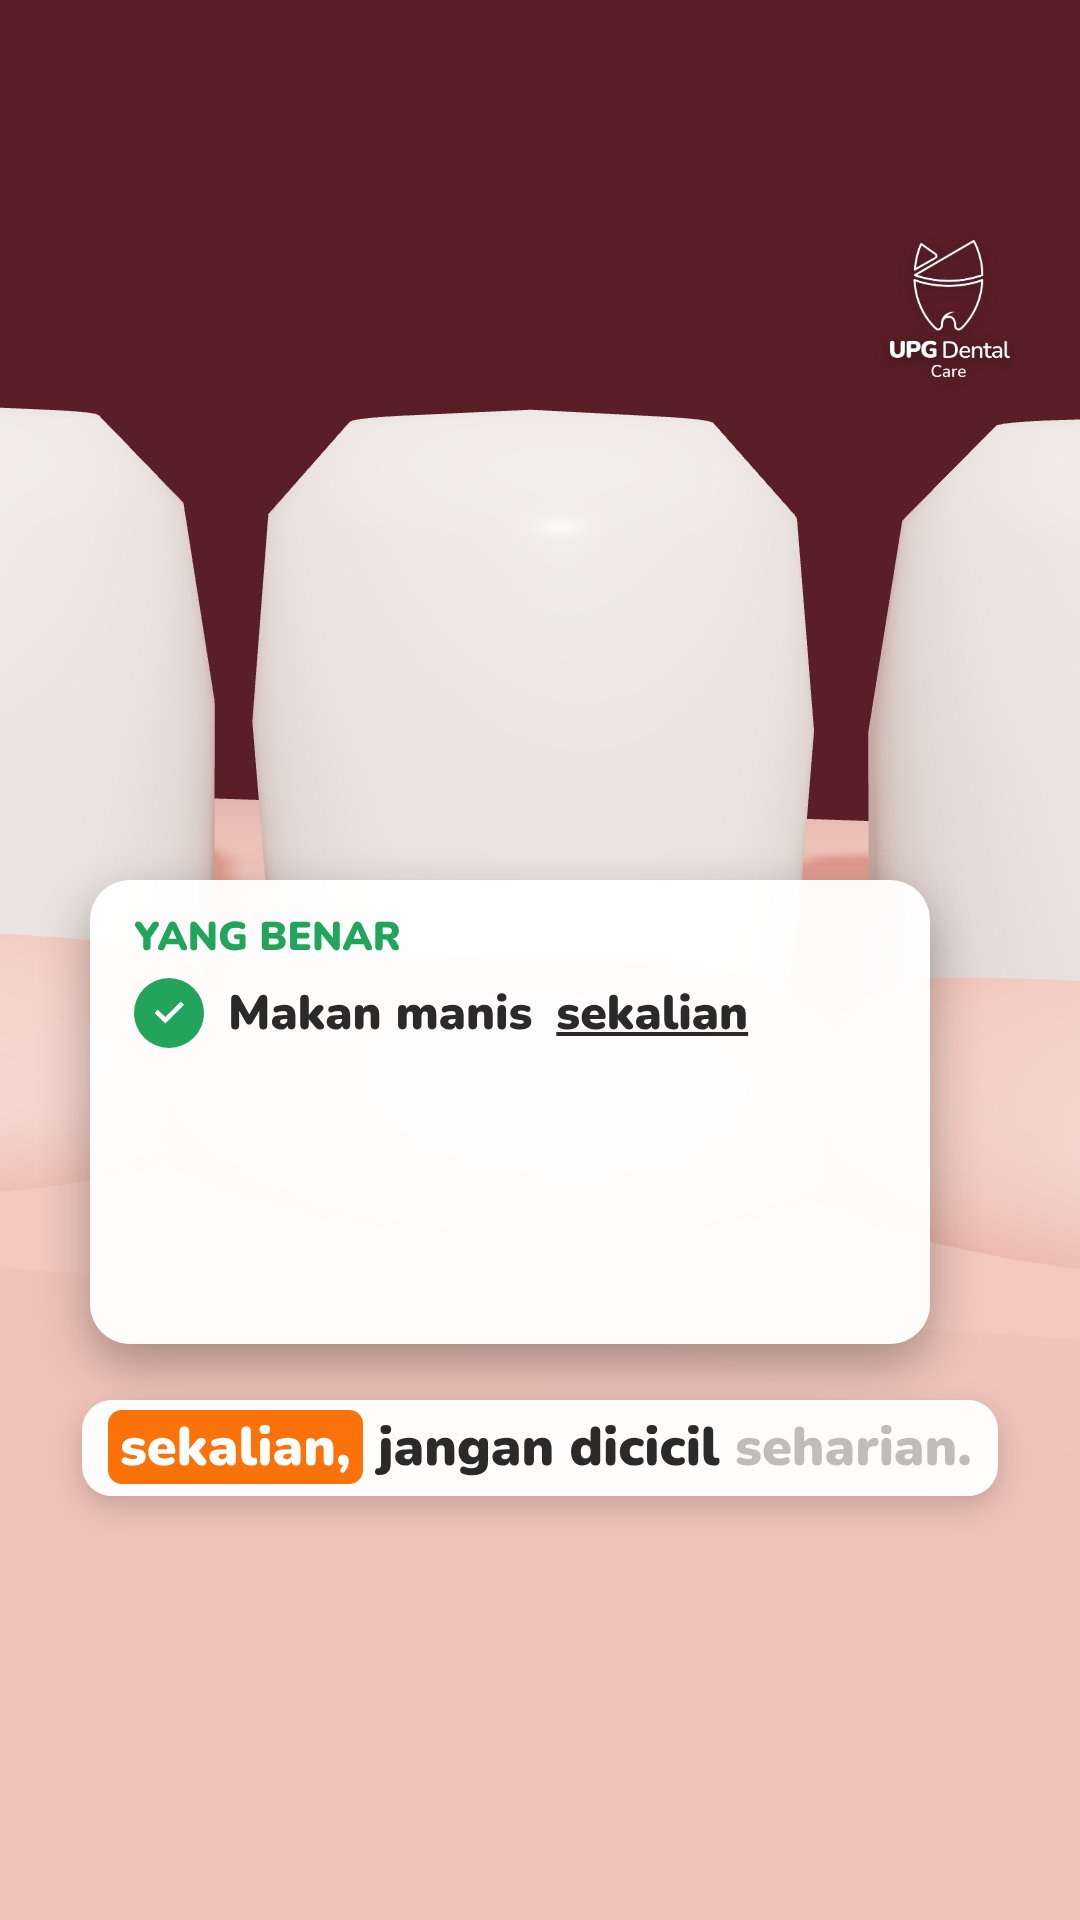 UPG Dental
Care
YANG BENAR
Makan manis sekalian
sekalian, jangan dicicil seharian.